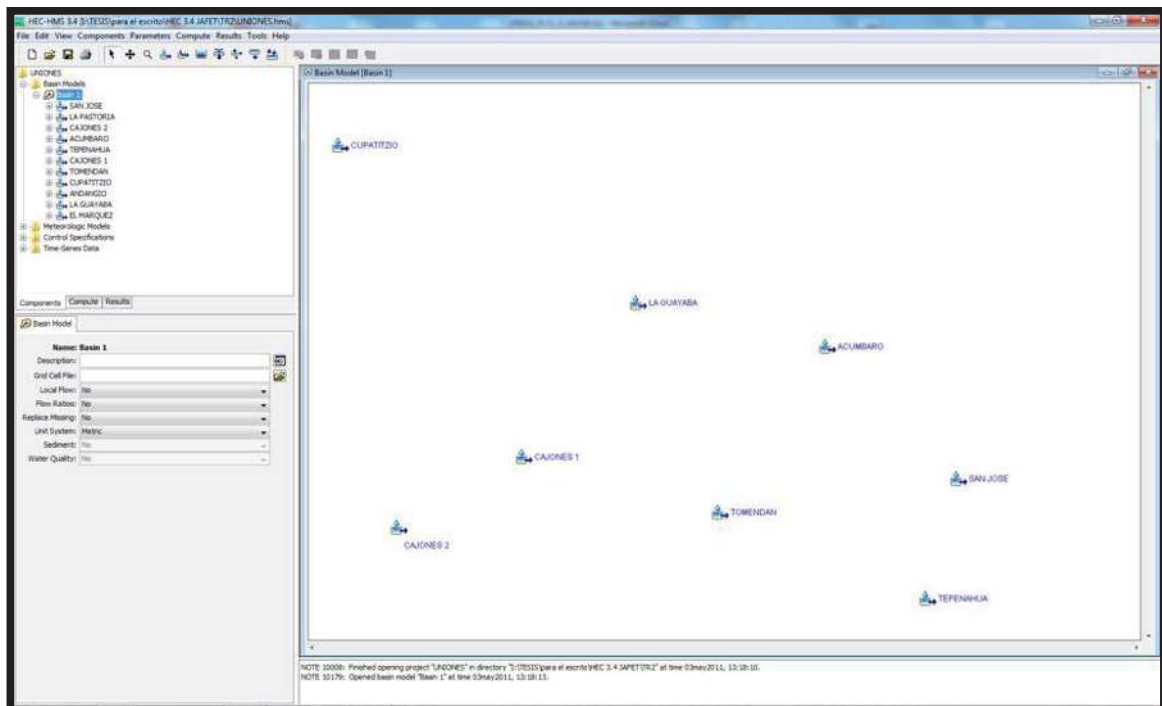 HEC-HMS 3.4 [I:\TESIS\para el escrito\HEC 3.4 JAFET\TR2\UNIONES.hms]
File Edit View Components Parameters Compute Results Tools Help
UNIONES
Basin Models
Basin 1
SAN JOSE
LA PASTORIA
CAJONES 2
ACUMBARO
TEPENAHUA
CAJONES 1
TOMENDAN
CUPATITZIO
ANDANGIO
LA GUAYABA
EL MARQUEZ
Meteorologic Models
Control Specifications
Time-Series Data
Components Compute Results
Basin Model
Name: Basin 1
Description:
Grid Cell File:
Local Flow: No
Flow Ratios: No
Replace Missing: No
Unit System: Metric
Sediment: No
Water Quality: No
Basin Model [Basin 1]
CUPATITZIO
LA GUAYABA
ACUMBARO
CAJONES 1
SAN JOSE
TOMENDAN
CAJONES 2
TEPENAHUA
NOTE 10008: Finished opening project "UNIONES" in directory "I:\TESIS\para el escrito\HEC 3.4 JAFET\TR2" at time 03may2011, 13:18:10.
NOTE 10179: Opened basin model "Basin 1" at time 03may2011, 13:18:13.